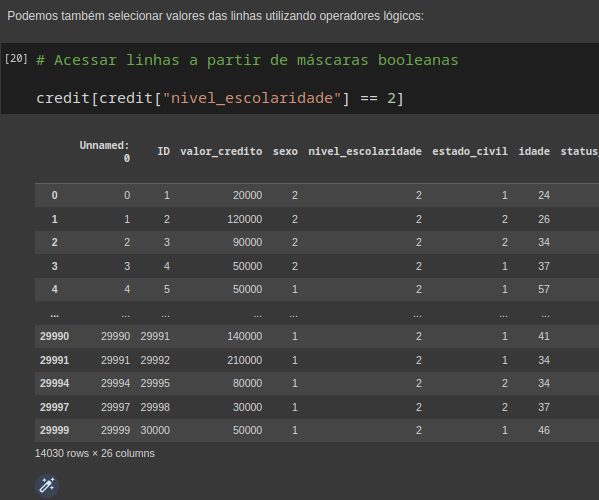 Podemos também selecionar valores das linhas utilizando operadores lógicos:
[20] # Acessar linhas a partir de máscaras booleanas
credit[credit["nivel_escolaridade"] == 2]
Unnamed: 0 ID valor_credito sexo nivel_escolaridade estado_civil idade status_
0 0 1 20000 2 2 1 24
1 1 2 120000 2 2 2 26
2 2 3 90000 2 2 2 34
3 3 4 50000 2 2 1 37
4 4 5 50000 1 2 1 57
... ... ... ... ... ... ... ...
29990 29990 29991 140000 1 2 1 41
29991 29991 29992 210000 1 2 1 34
29994 29994 29995 80000 1 2 2 34
29997 29997 29998 30000 1 2 2 37
29999 29999 30000 50000 1 2 1 46
14030 rows × 26 columns